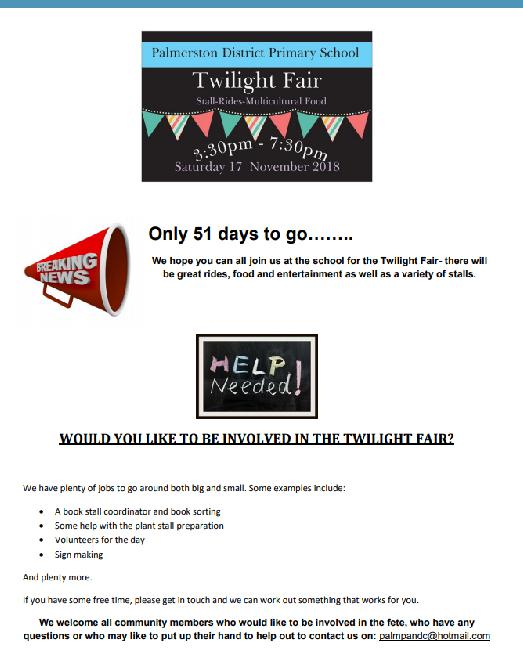 Palmerston District Primary School
Twilight Fair
Stall-Rides-Multicultural Food
3:30pm - 7:30pm
Saturday 17 November 2018
Only 51 days to go........
BREAKING
NEWS
We hope you can all join us at the school for the Twilight Fair- there will
be great rides, food and entertainment as well as a variety of stalls.
HELP
Needed!
WOULD YOU LIKE TO BE INVOLVED IN THE TWILIGHT FAIR?
We have plenty of jobs to go around both big and small. Some examples include:
• A book stall coordinator and book sorting
• Some help with the plant stall preparation
• Volunteers for the day
• Sign making
And plenty more.
If you have some free time, please get in touch and we can work out something that works for you.
We welcome all community members who would like to be involved in the fete, who have any
questions or who may like to put up their hand to help out to contact us on: palmpandc@hotmail.com